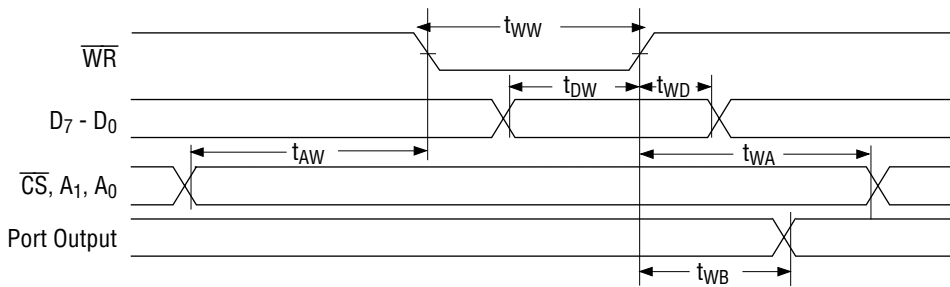 tWW
WR
tDW
tWD
D7 - D0
tAW
tWA
CS, A1, A0
Port Output
tWB